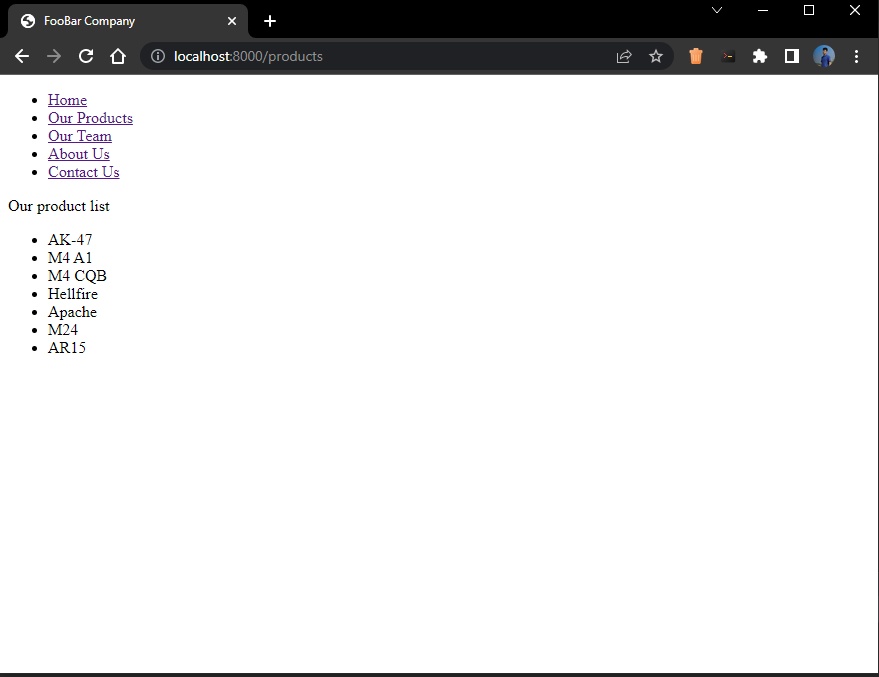 FooBar Company
localhost:8000/products
Home
Our Products
Our Team
About Us
Contact Us
Our product list
AK-47
M4 A1
M4 CQB
Hellfire
Apache
M24
AR15